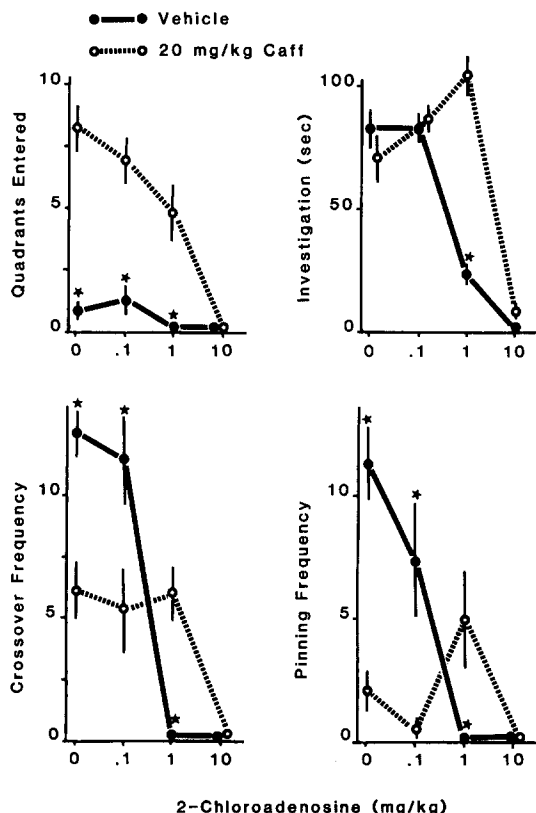 Vehicle
20 mg/kg Caff
Quadrants Entered
10
5
0
0 .1 1 10
Investigation (sec)
100
50
0
0 .1 1 10
Crossover Frequency
10
5
0
0 .1 1 10
Pinning Frequency
10
5
0
0 .1 1 10
2-Chloroadenosine (mg/kg)